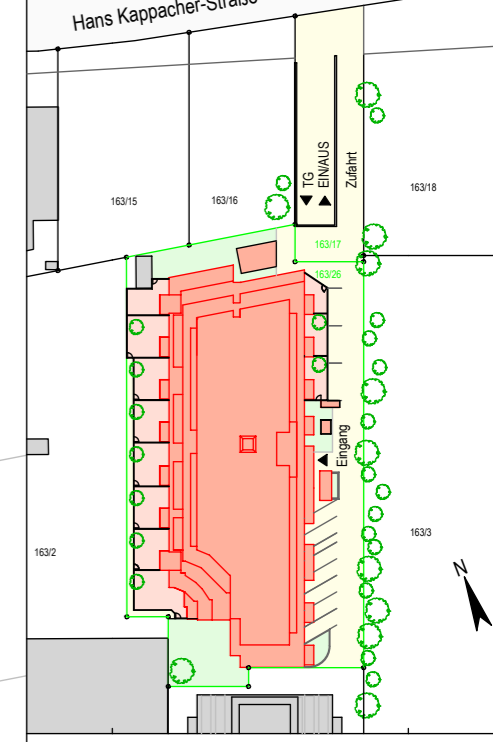 Hans Kappacher-Straße
TG
EIN/AUS
Zufahrt
163/15
163/16
163/18
163/17
163/26
Eingang
163/2
163/3
N